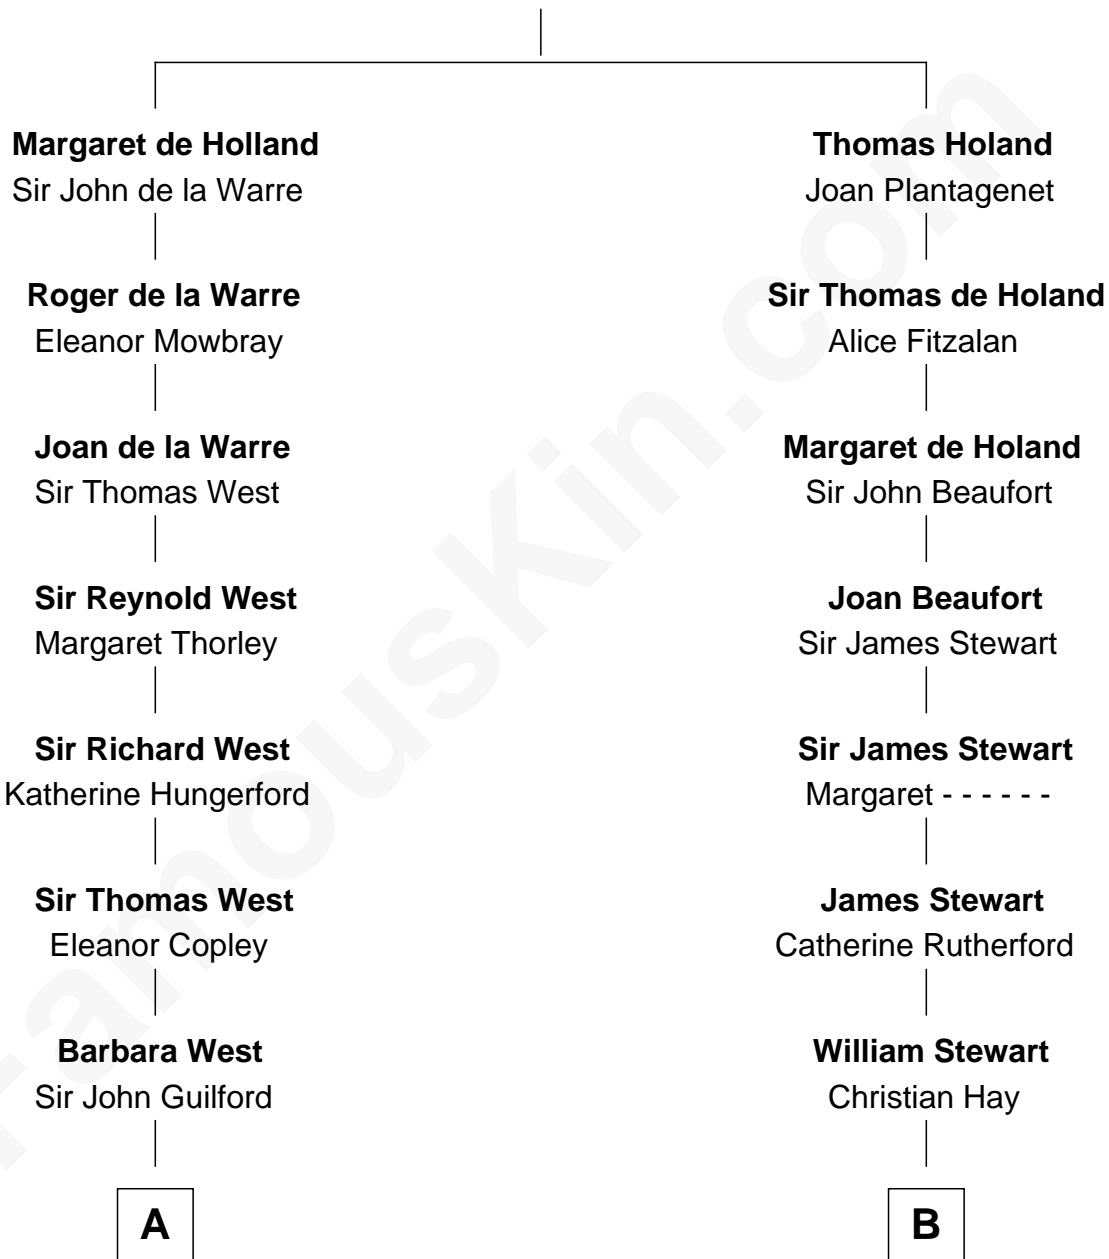 Margaret de Holland
Sir John de la Warre
Roger de la Warre
Eleanor Mowbray
Joan de la Warre
Sir Thomas West
Sir Reynold West
Margaret Thorley
Sir Richard West
Katherine Hungerford
Sir Thomas West
Eleanor Copley
Barbara West
Sir John Guilford
A
Thomas Holand
Joan Plantagenet
Sir Thomas de Holand
Alice Fitzalan
Margaret de Holand
Sir John Beaufort
Joan Beaufort
Sir James Stewart
Sir James Stewart
Margaret - - - - - -
James Stewart
Catherine Rutherford
William Stewart
Christian Hay
B
FamousKin.com